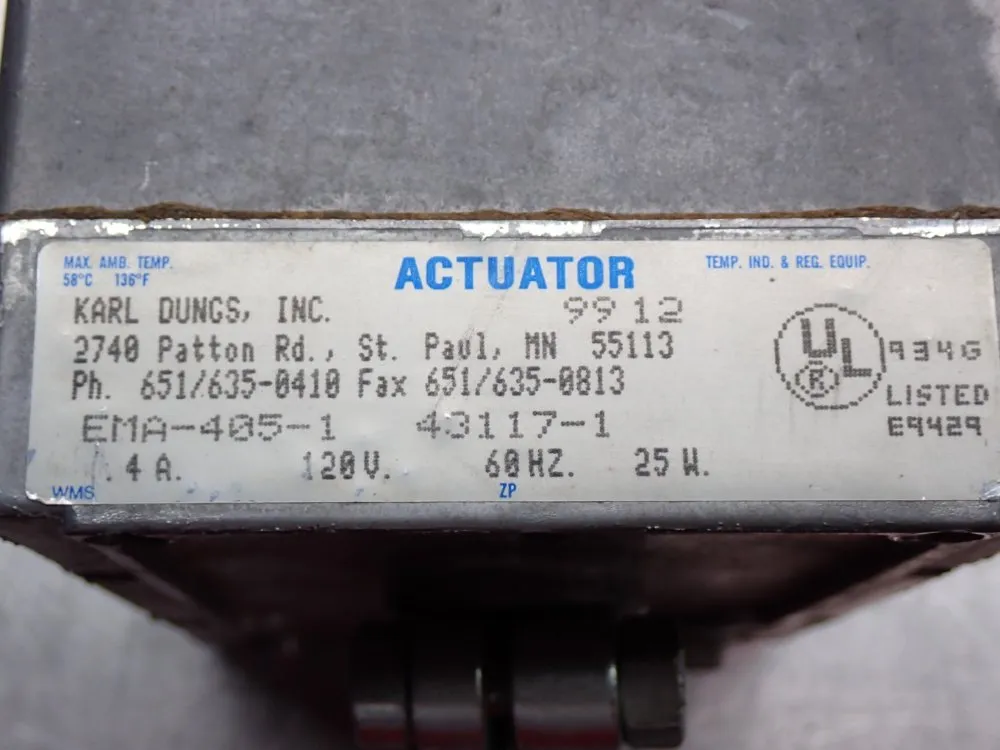 MAX. AMB. TEMP.
58°C 136°F
ACTUATOR
TEMP. IND. & REG. EQUIP.
KARL DUNGS, INC. 9912
2740 Patton Rd., St. Paul, MN 55113
Ph. 651/635-0410 Fax 651/635-0813
UL
®
934G
LISTED
E9429
EMA-405-1 43117-1
.4 A. 120V. 60HZ. 25 W.
WMS
ZP